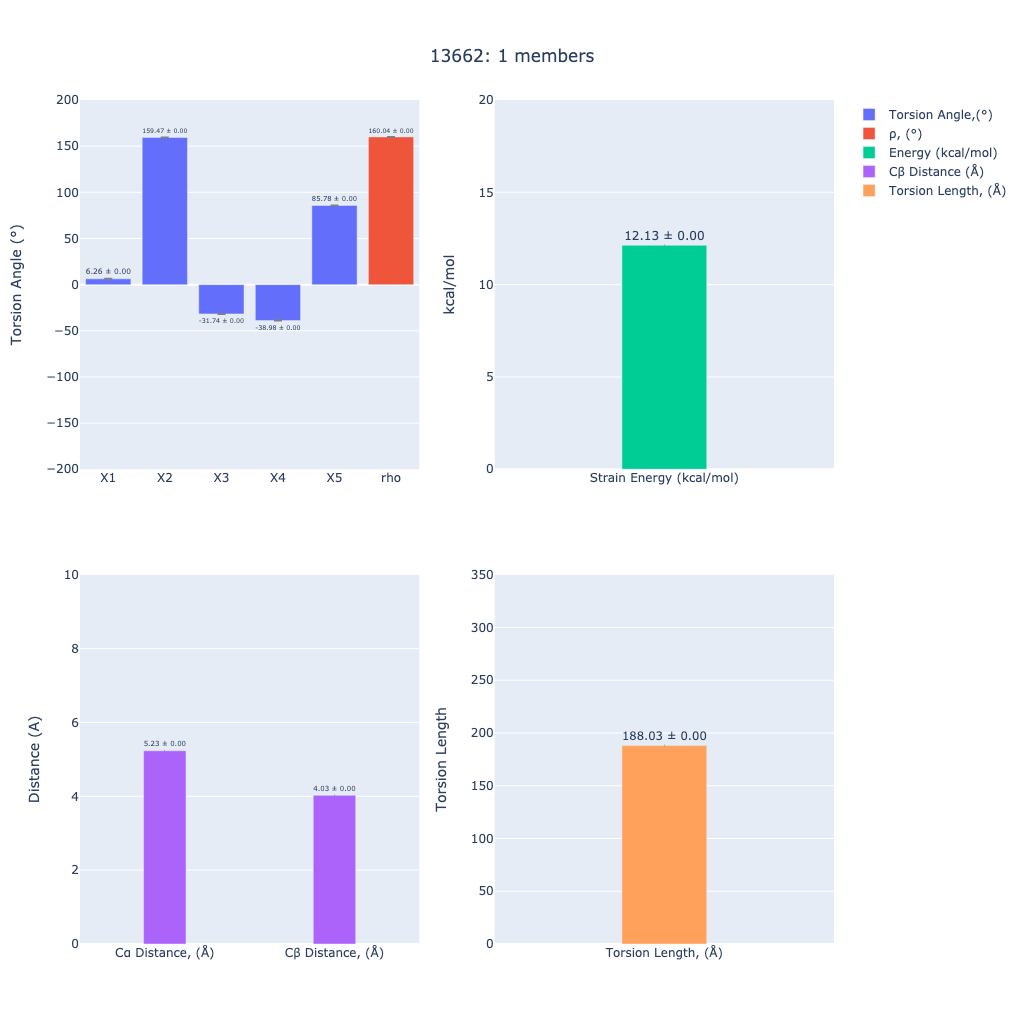 13662: 1 members
Torsion Angle (°)
200
150
100
50
0
−50
−100
−150
−200
6.26 ± 0.00
159.47 ± 0.00
-31.74 ± 0.00
-38.98 ± 0.00
85.78 ± 0.00
160.04 ± 0.00
X1 X2 X3 X4 X5 rho
kcal/mol
20
15
10
5
0
12.13 ± 0.00
Strain Energy (kcal/mol)
Torsion Angle,(°)
ρ, (°)
Energy (kcal/mol)
Cβ Distance (Å)
Torsion Length, (Å)
Distance (A)
10
8
6
4
2
0
5.23 ± 0.00
4.03 ± 0.00
Cα Distance, (Å) Cβ Distance, (Å)
Torsion Length
350
300
250
200
150
100
50
0
188.03 ± 0.00
Torsion Length, (Å)